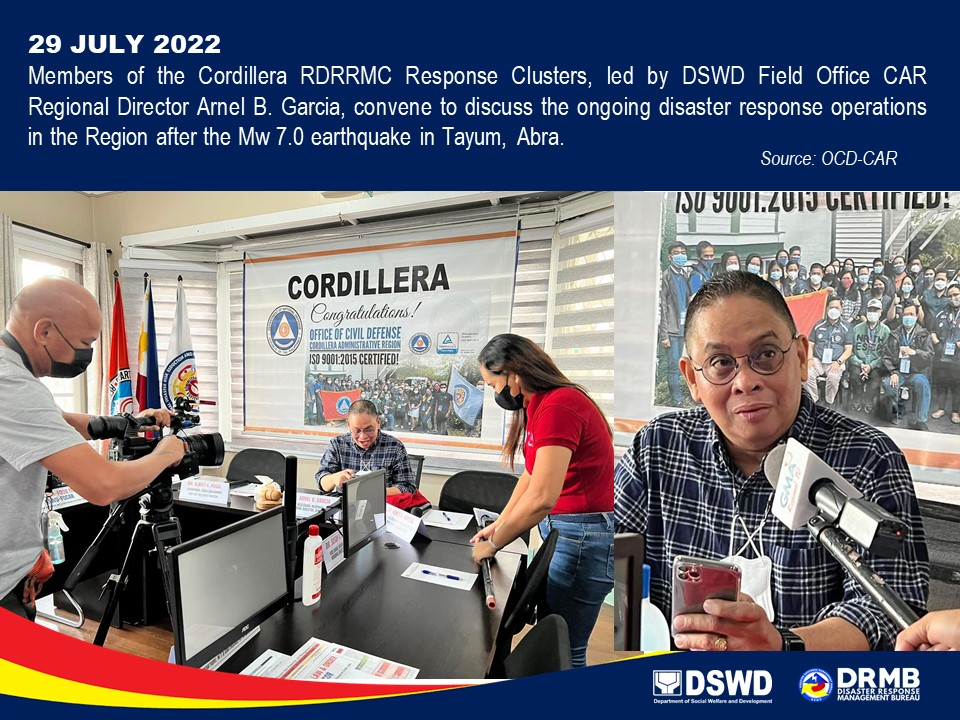 29 JULY 2022
Members of the Cordillera RDRRMC Response Clusters, led by DSWD Field Office CAR
Regional Director Arnel B. Garcia, convene to discuss the ongoing disaster response operations
in the Region after the Mw 7.0 earthquake in Tayum, Abra.
Source: OCD-CAR
CORDILLERA
Congratulations!
OFFICE OF CIVIL DEFENSE
CORDILLERA ADMINISTRATIVE REGION
ISO 9001:2015 CERTIFIED!
ISO 9001:2015 CERTIFIED!
GMA
DSWD
Department of Social Welfare and Development
DRMB
DISASTER RESPONSE
MANAGEMENT BUREAU